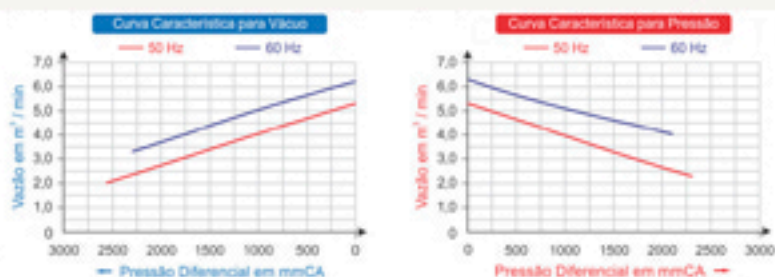 Curva Característica para Vácuo
50 Hz 60 Hz
7,0
6,0
5,0
4,0
3,0
2,0
1,0
0
Vazão em m³ / min
3000 2500 2000 1500 1000 500 0
← Pressão Diferencial em mmCA
Curva Característica para Pressão
50 Hz 60 Hz
7,0
6,0
5,0
4,0
3,0
2,0
1,0
0
Vazão em m³ / min
0 500 1000 1500 2000 2500 3000
Pressão Diferencial em mmCA →